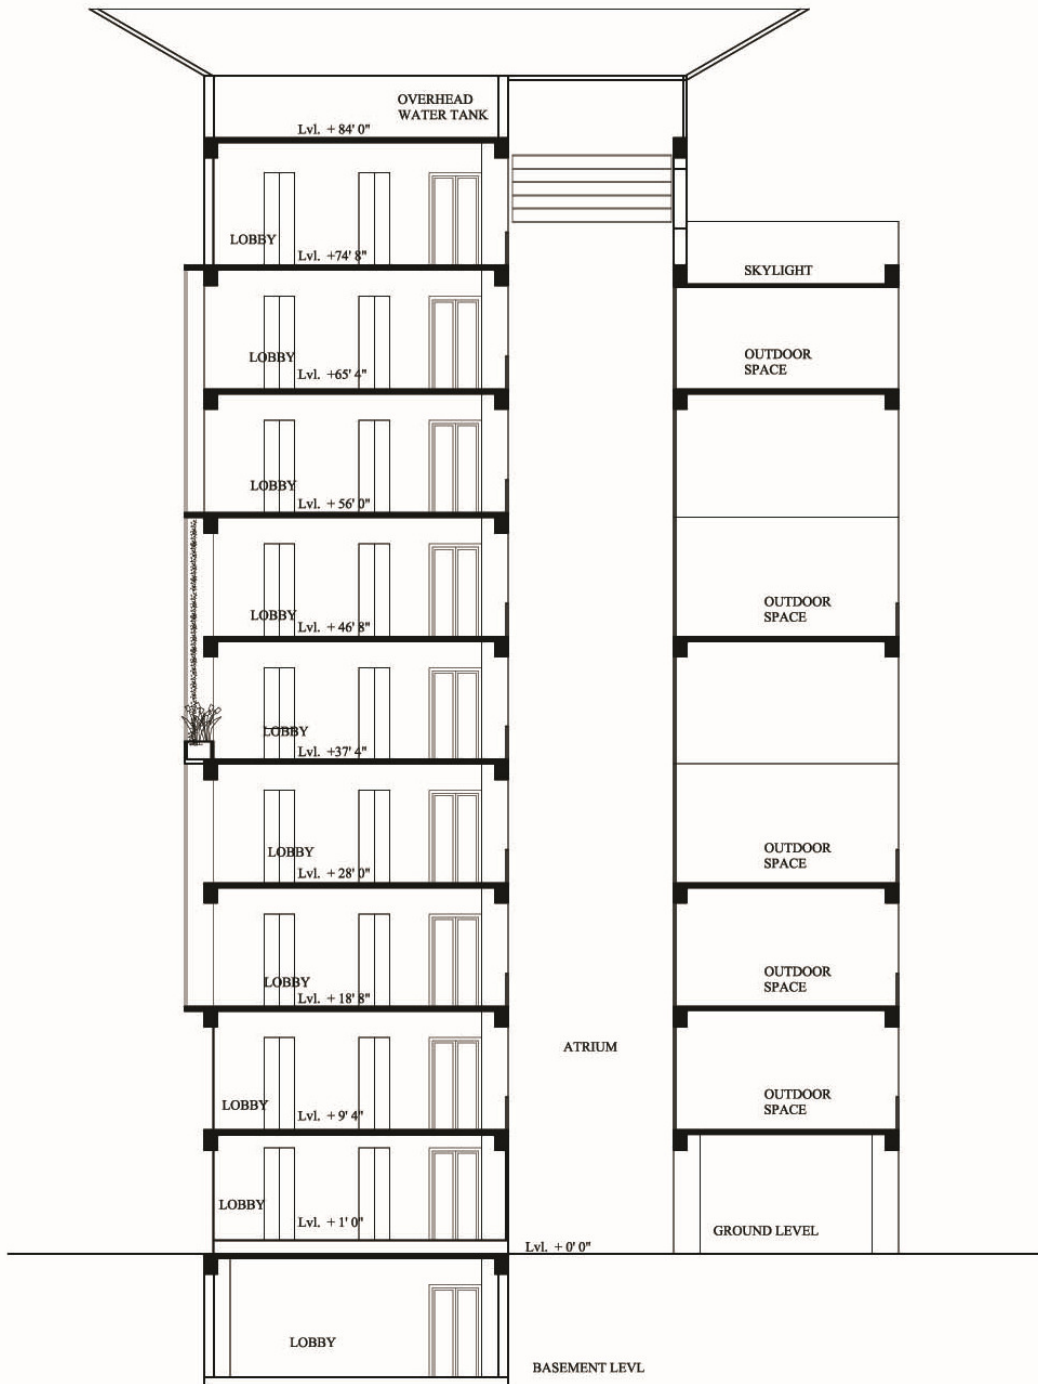 OVERHEAD
WATER TANK
Lvl. + 84' 0"
LOBBY
Lvl. +74' 8"
SKYLIGHT
LOBBY
Lvl. +65' 4"
OUTDOOR
SPACE
LOBBY
Lvl. + 56' 0"
LOBBY
Lvl. + 46' 8"
OUTDOOR
SPACE
LOBBY
Lvl. +37' 4"
LOBBY
Lvl. + 28' 0"
OUTDOOR
SPACE
LOBBY
Lvl. + 18' 8"
OUTDOOR
SPACE
ATRIUM
LOBBY
Lvl. + 9' 4"
OUTDOOR
SPACE
LOBBY
Lvl. + 1' 0"
GROUND LEVEL
Lvl. + 0' 0"
LOBBY
BASEMENT LEVL